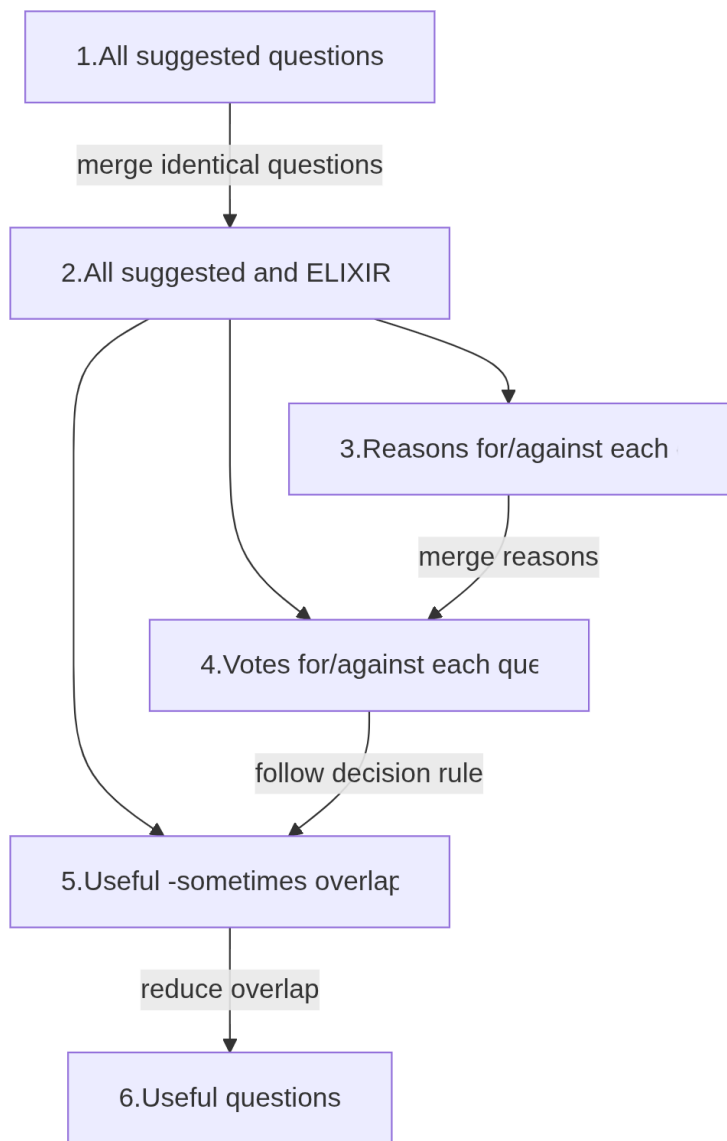 1.All suggested questions
merge identical questions
2.All suggested and ELIXIR
3.Reasons for/against each
merge reasons
4.Votes for/against each que
follow decision rule
5.Useful -sometimes overlap
reduce overlap
6.Useful questions